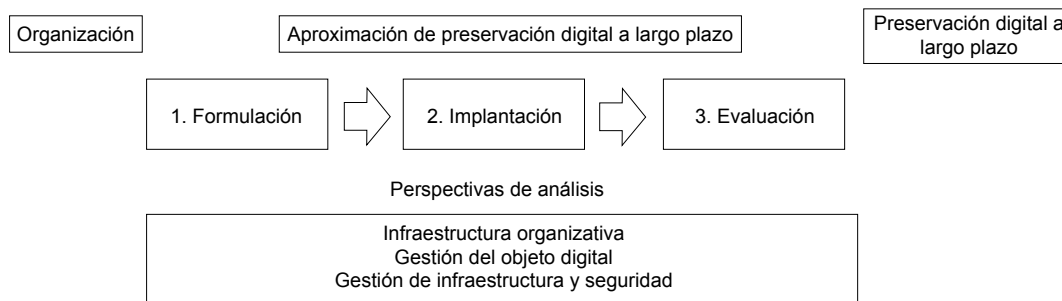 Organización
Aproximación de preservación digital a largo plazo
Preservación digital a
largo plazo
1. Formulación
2. Implantación
3. Evaluación
Perspectivas de análisis
Infraestructura organizativa
Gestión del objeto digital
Gestión de infraestructura y seguridad